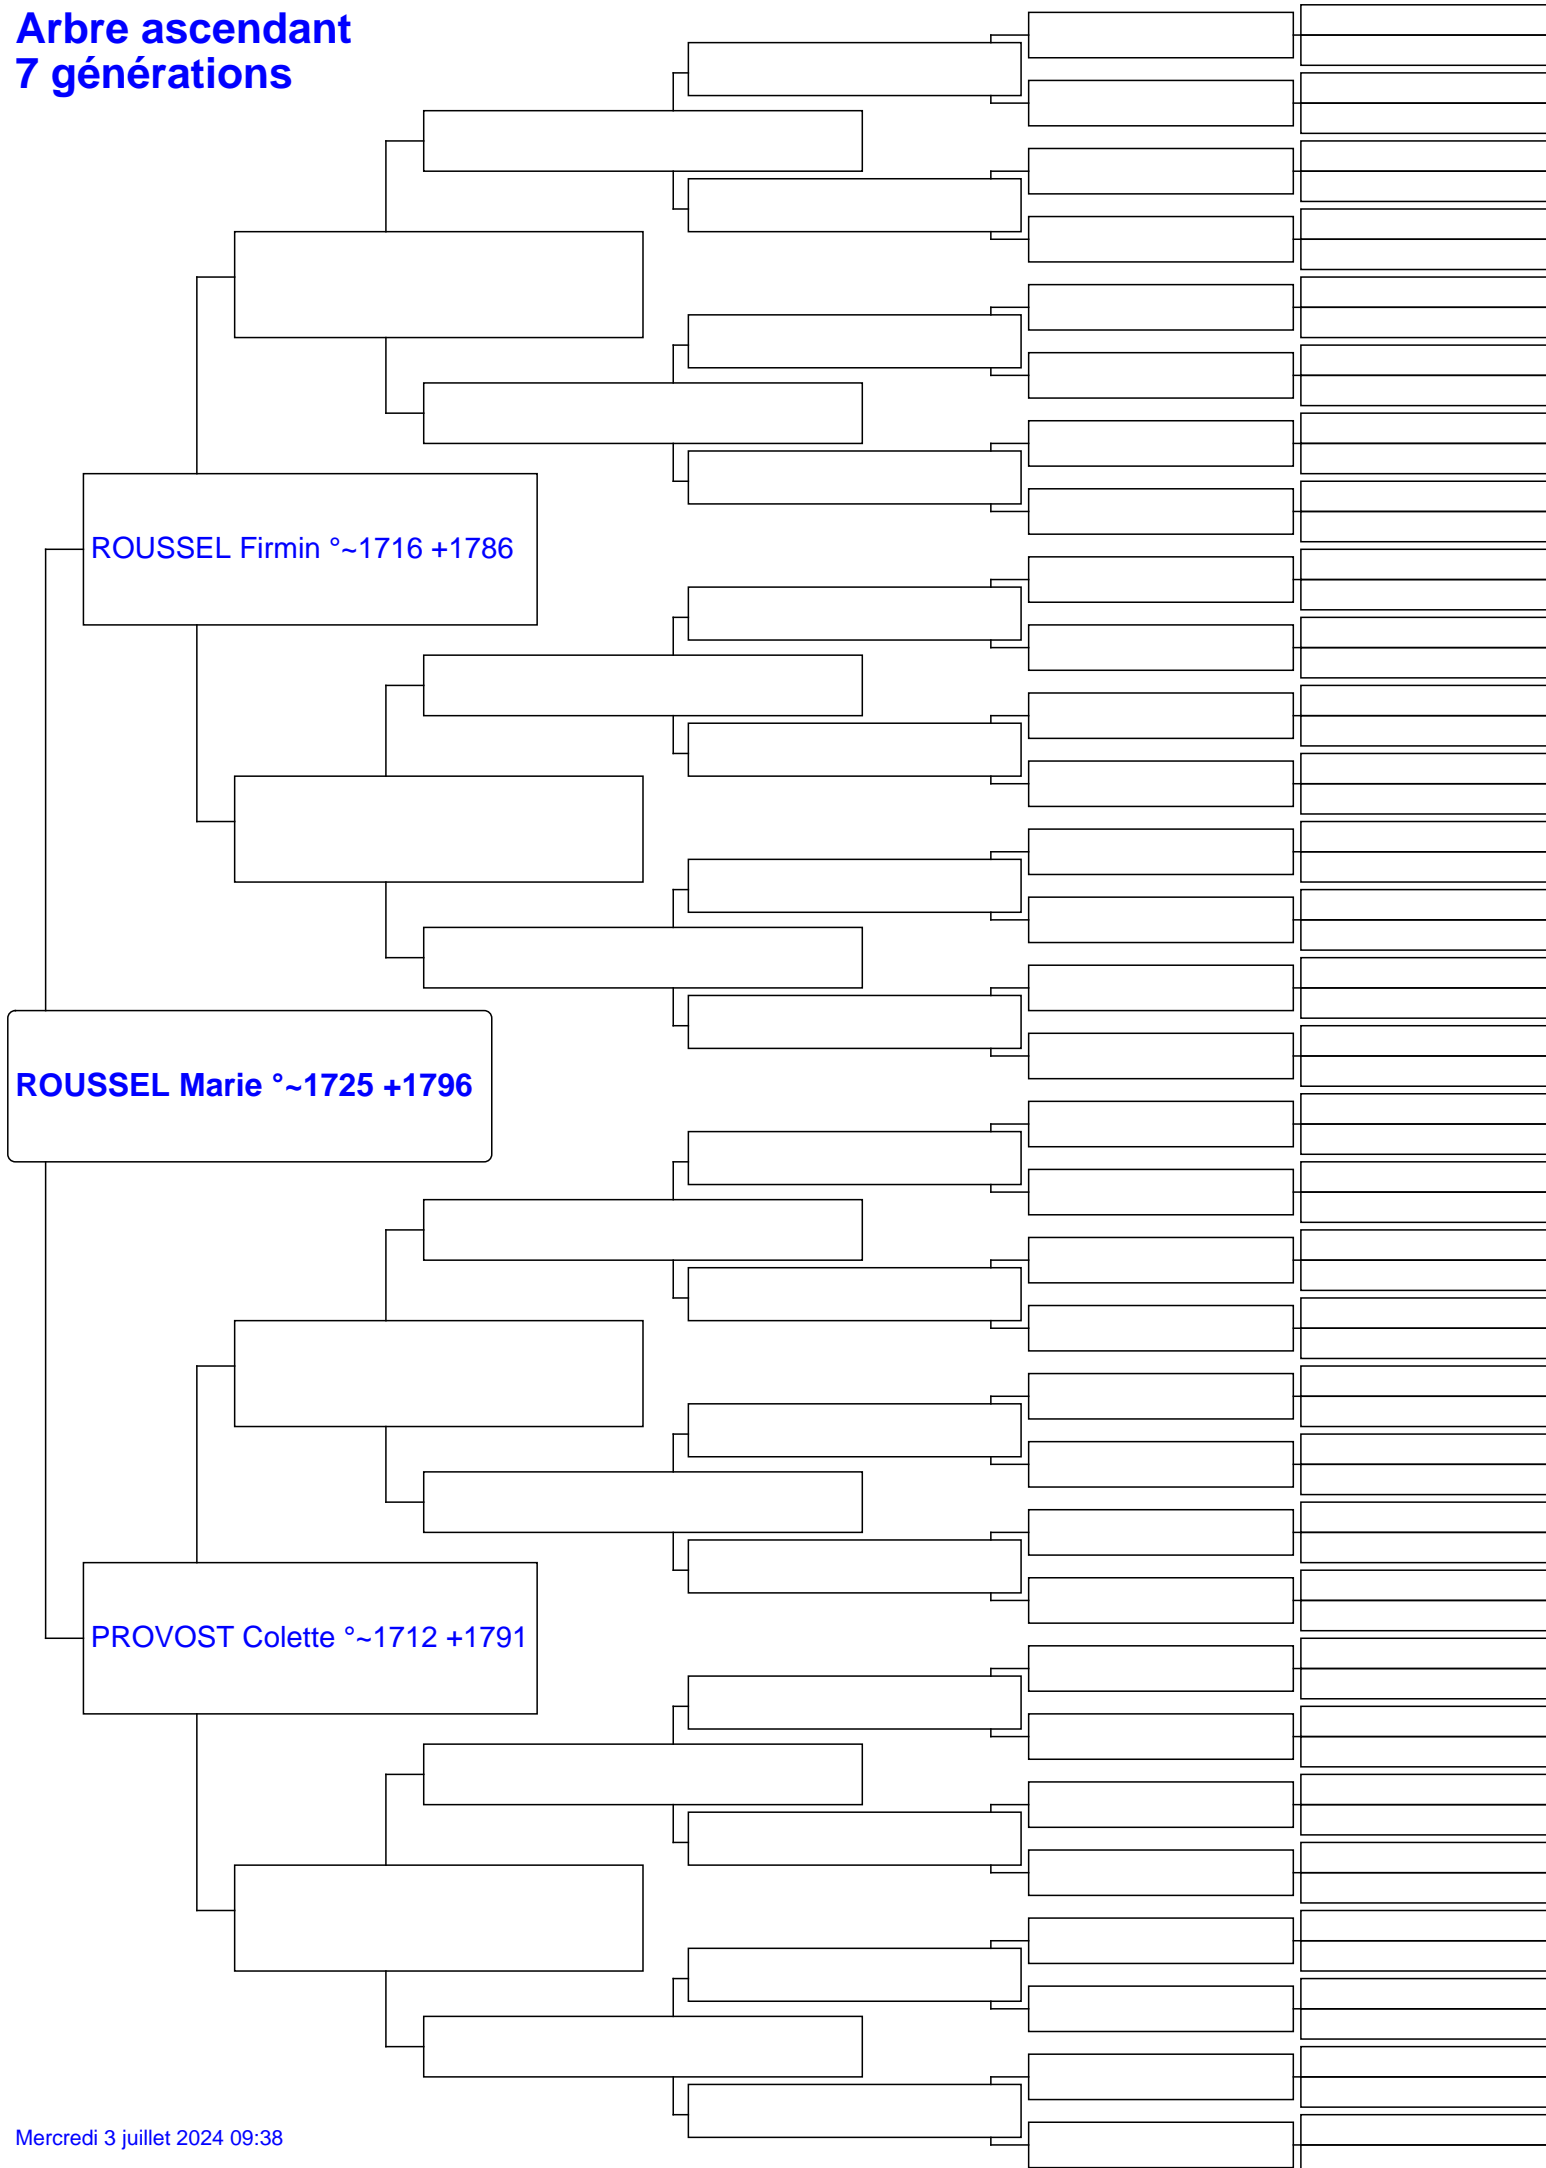 Arbre ascendant
7 générations
ROUSSEL Firmin °~1716 +1786
ROUSSEL Marie °~1725 +1796
PROVOST Colette °~1712 +1791
Mercredi 3 juillet 2024 09:38